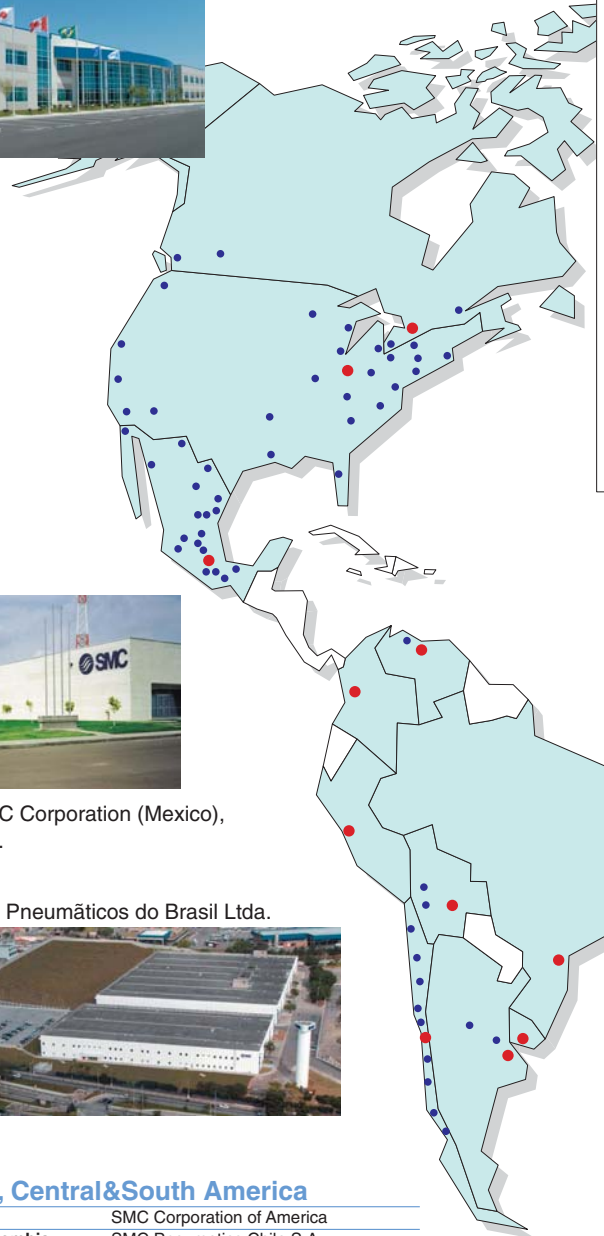 SMC
C Corporation (Mexico),
.
Pneumãticos do Brasil Ltda.
, Central&South America
SMC Corporation of America